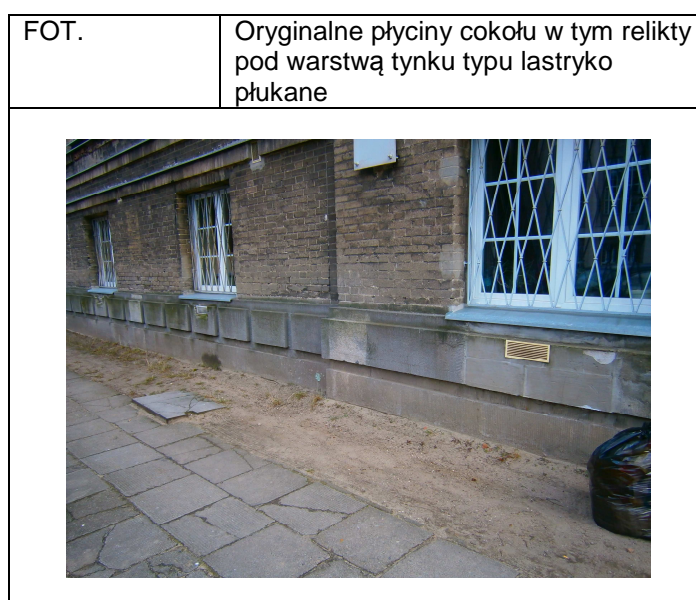 FOT.
Oryginalne płyciny cokołu w tym relikty
pod warstwą tynku typu lastryko
płukane